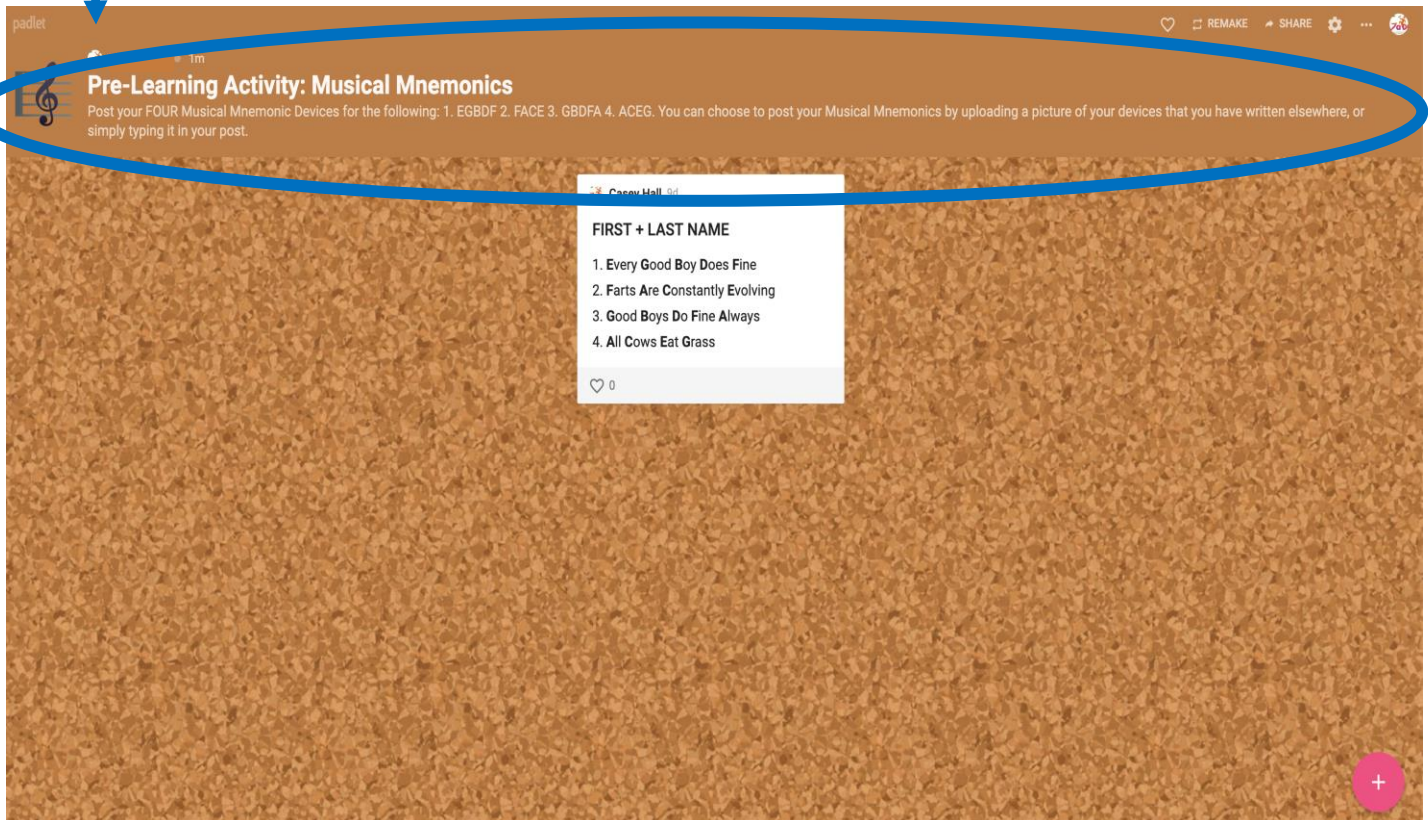 padlet
REMAKE SHARE
1m
Pre-Learning Activity: Musical Mnemonics
Post your FOUR Musical Mnemonic Devices for the following: 1. EGBDF 2. FACE 3. GBDFA 4. ACEG. You can choose to post your Musical Mnemonics by uploading a picture of your devices that you have written elsewhere, or
simply typing it in your post.
Casey Hall 9d
FIRST + LAST NAME
1. Every Good Boy Does Fine
2. Farts Are Constantly Evolving
3. Good Boys Do Fine Always
4. All Cows Eat Grass
0